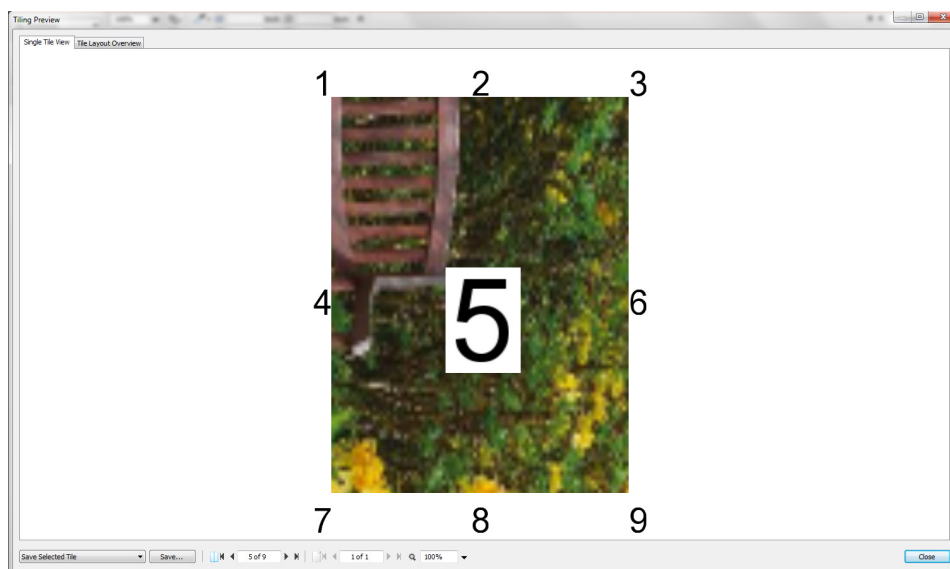 Tiling Preview
Single Tile View Tile Layout Overview
1 2 3
4 5 6
7 8 9
Save Selected Tile Save... 5 of 9 1 of 1 100% Close